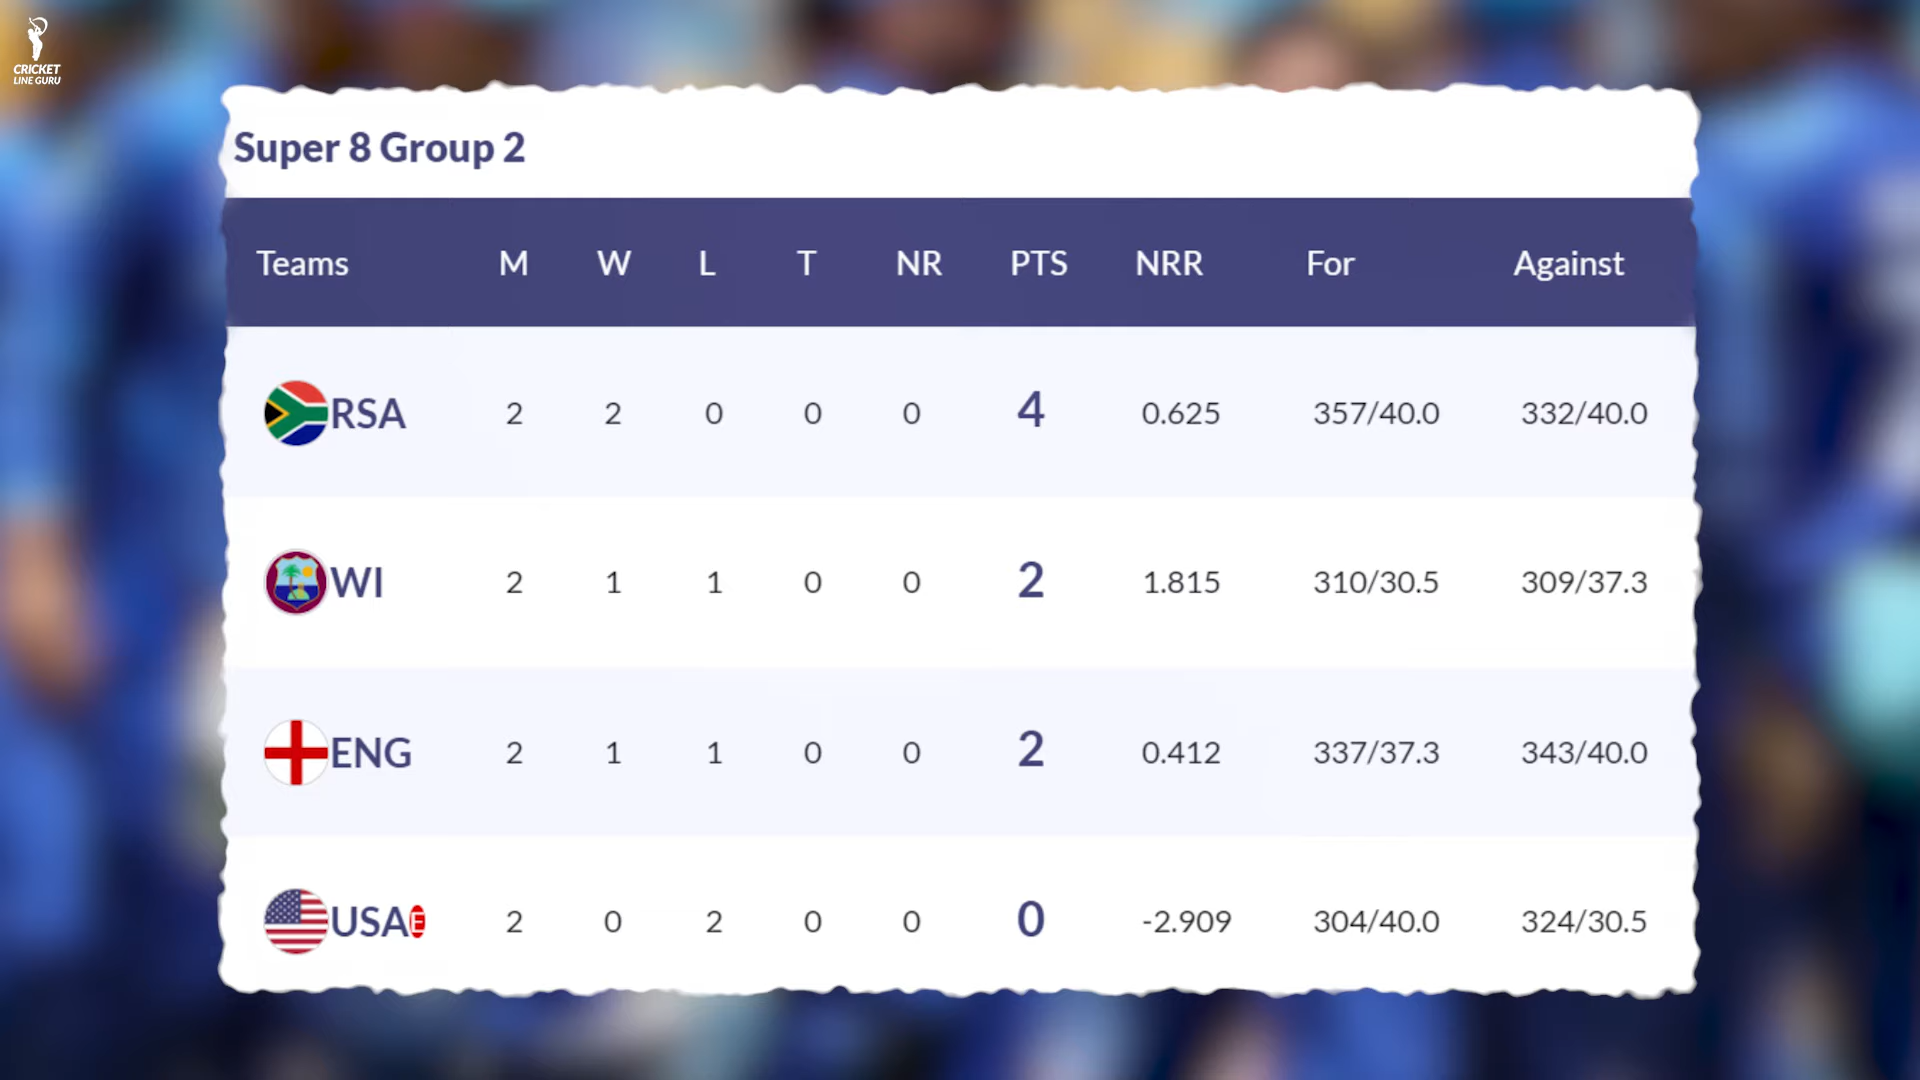 CRICKET
LINE GURU
Super 8 Group 2
Teams M W L T NR PTS NRR For Against
RSA 2 2 0 0 0 4 0.625 357/40.0 332/40.0
WI 2 1 1 0 0 2 1.815 310/30.5 309/37.3
ENG 2 1 1 0 0 2 0.412 337/37.3 343/40.0
USA E 2 0 2 0 0 0 -2.909 304/40.0 324/30.5